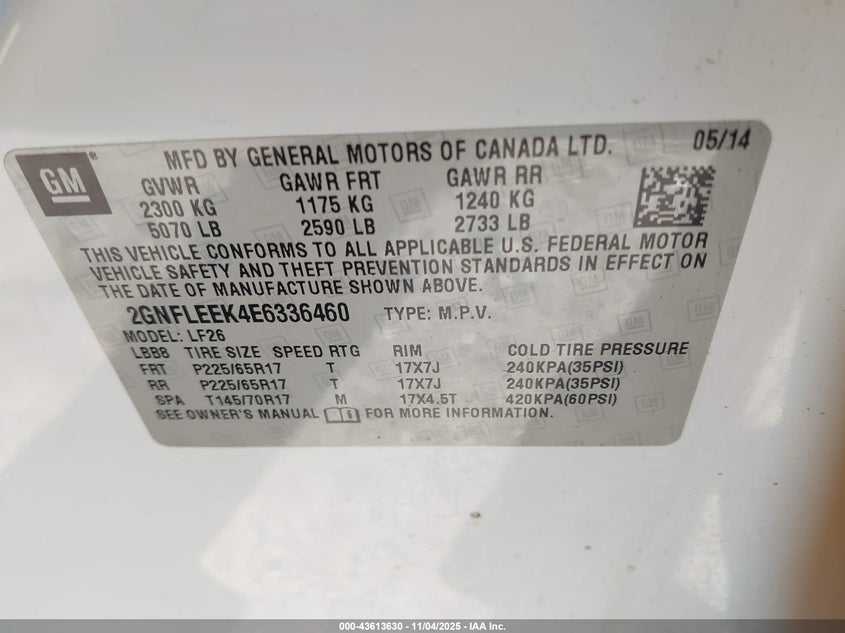 GM
MFD BY GENERAL MOTORS OF CANADA LTD. 05/14
GVWR GAWR FRT GAWR RR
2300 KG 1175 KG 1240 KG
5070 LB 2590 LB 2733 LB
THIS VEHICLE CONFORMS TO ALL APPLICABLE U.S. FEDERAL MOTOR
VEHICLE SAFETY AND THEFT PREVENTION STANDARDS IN EFFECT ON
THE DATE OF MANUFACTURE SHOWN ABOVE.
2GNFLEEK4E6336460 TYPE: M.P.V.
MODEL: LF26
LBB8 TIRE SIZE SPEED RTG RIM COLD TIRE PRESSURE
FRT P225/65R17 T 17X7J 240KPA(35PSI)
RR P225/65R17 T 17X7J 240KPA(35PSI)
SPA T145/70R17 M 17X4.5T 420KPA(60PSI)
SEE OWNER'S MANUAL FOR MORE INFORMATION.
000-43613630 - 11/04/2025 - IAA Inc.